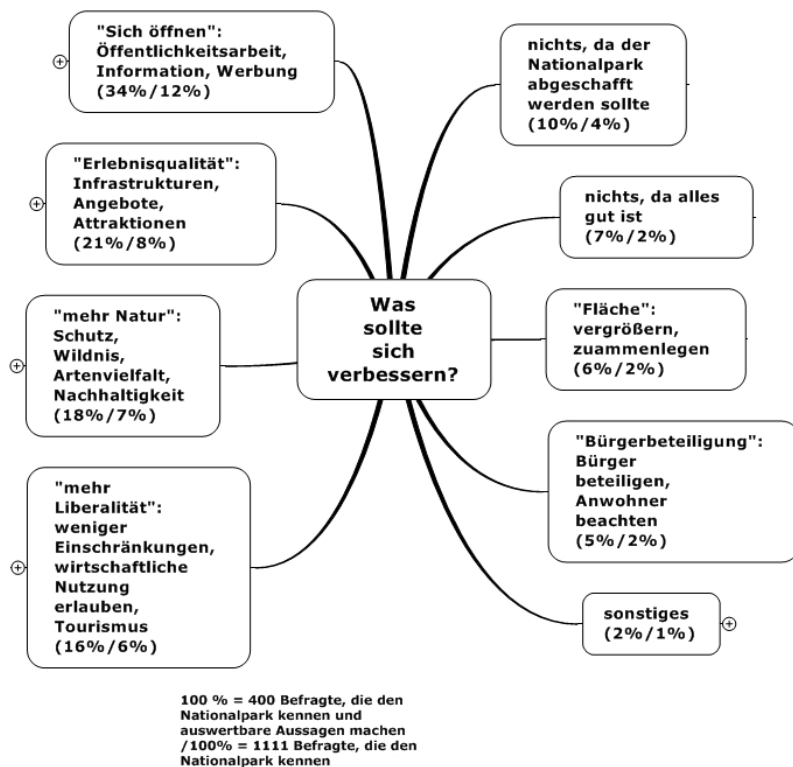 "Sich öffnen":
Öffentlichkeitsarbeit,
Information, Werbung
(34%/12%)
"Erlebnisqualität":
Infrastrukturen,
Angebote,
Attraktionen
(21%/8%)
"mehr Natur":
Schutz,
Wildnis,
Artenvielfalt,
Nachhaltigkeit
(18%/7%)
"mehr
Liberalität":
weniger
Einschränkungen,
wirtschaftliche
Nutzung
erlauben,
Tourismus
(16%/6%)
Was
sollte
sich
verbessern?
nichts, da der
Nationalpark
abgeschafft
werden sollte
(10%/4%)
nichts, da alles
gut ist
(7%/2%)
"Fläche":
vergrößern,
zuammenlegen
(6%/2%)
"Bürgerbeteiligung":
Bürger
beteiligen,
Anwohner
beachten
(5%/2%)
sonstiges
(2%/1%)
100 % = 400 Befragte, die den
Nationalpark kennen und
auswertbare Aussagen machen
/100% = 1111 Befragte, die den
Nationalpark kennen